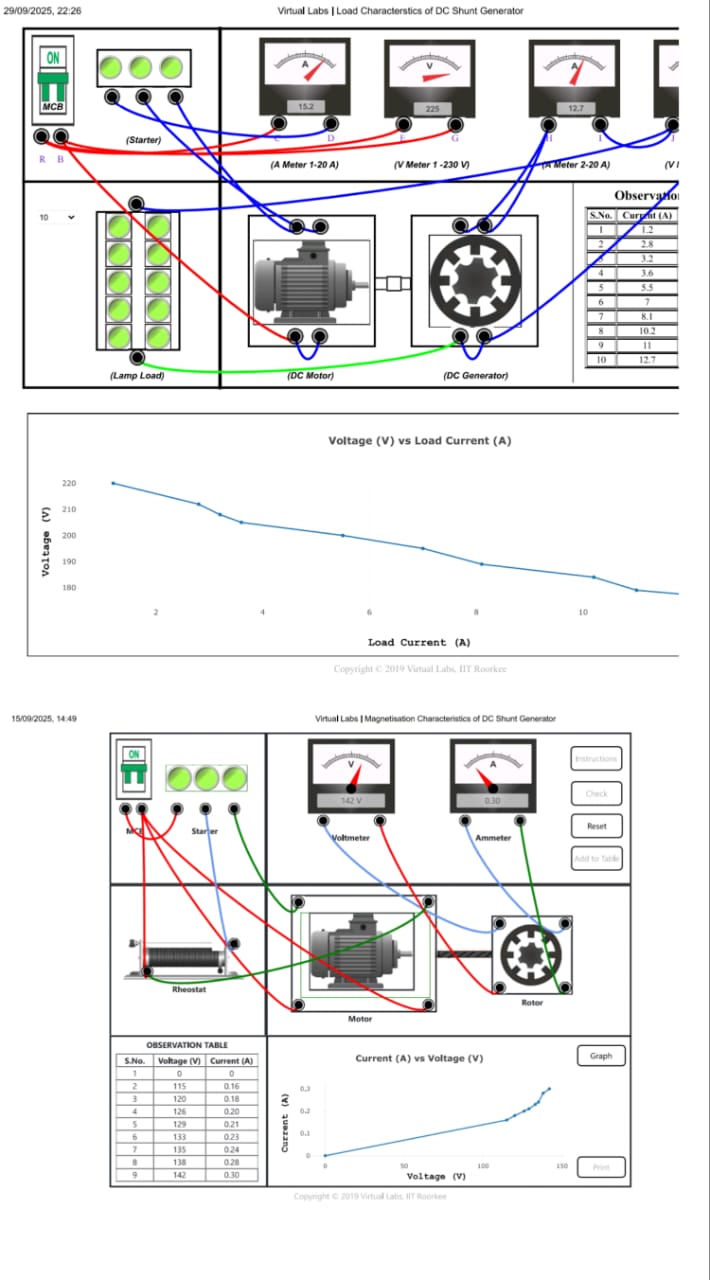 29/09/2025, 22:26
Virtual Labs | Load Characterstics of DC Shunt Generator
ON
MCB
R B
(Starter)
A
15.2
C D
(A Meter 1-20 A)
V
225
E G
(V Meter 1 -230 V)
A
12.7
H I
(A Meter 2-20 A)
J
(V
10
(Lamp Load)
(DC Motor)
(DC Generator)
Observatio
S.No. Current (A)
1 1.2
2 2.8
3 3.2
4 3.6
5 5.5
6 7
7 8.1
8 10.2
9 11
10 12.7
Voltage (V) vs Load Current (A)
Voltage (V)
220
210
200
190
180
2 4 6 8 10
Load Current (A)
Copyright © 2019 Virtual Labs, IIT Roorkee
15/09/2025, 14:49
Virtual Labs | Magnetisation Characteristics of DC Shunt Generator
ON
MCB
Starter
V
142 V
Voltmeter
A
0.30
Ammeter
Instructions
Check
Reset
Add to Table
Rheostat
Motor
Rotor
OBSERVATION TABLE
S.No. Voltage (V) Current (A)
1 0 0
2 115 0.16
3 120 0.18
4 126 0.20
5 129 0.21
6 133 0.23
7 135 0.24
8 138 0.28
9 142 0.30
Current (A) vs Voltage (V)
Current (A)
0.3
0.2
0.1
0
0 50 100 150
Voltage (V)
Graph
Print
Copyright © 2019 Virtual Labs, IIT Roorkee